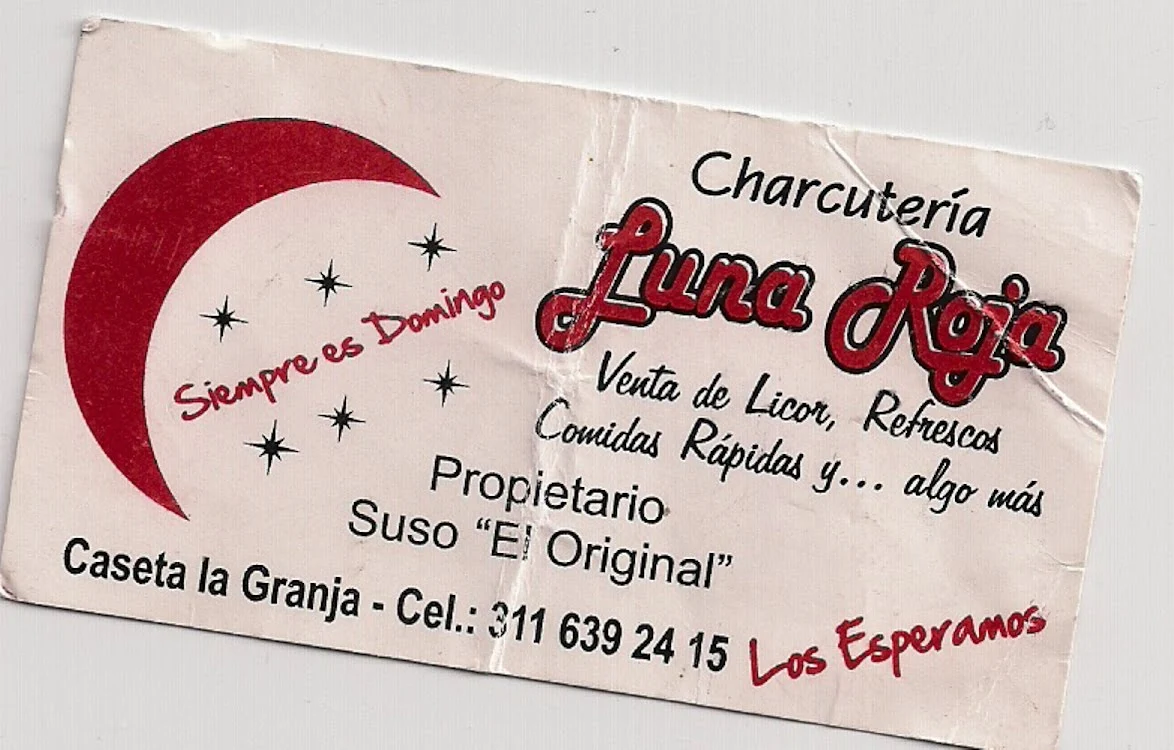 Charcutería
Luna Roja
Siempre es Domingo
Venta de Licor, Refrescos
Comidas Rápidas y... algo más
Propietario
Suso “El Original”
Caseta la Granja - Cel.: 311 639 24 15
Los Esperamos